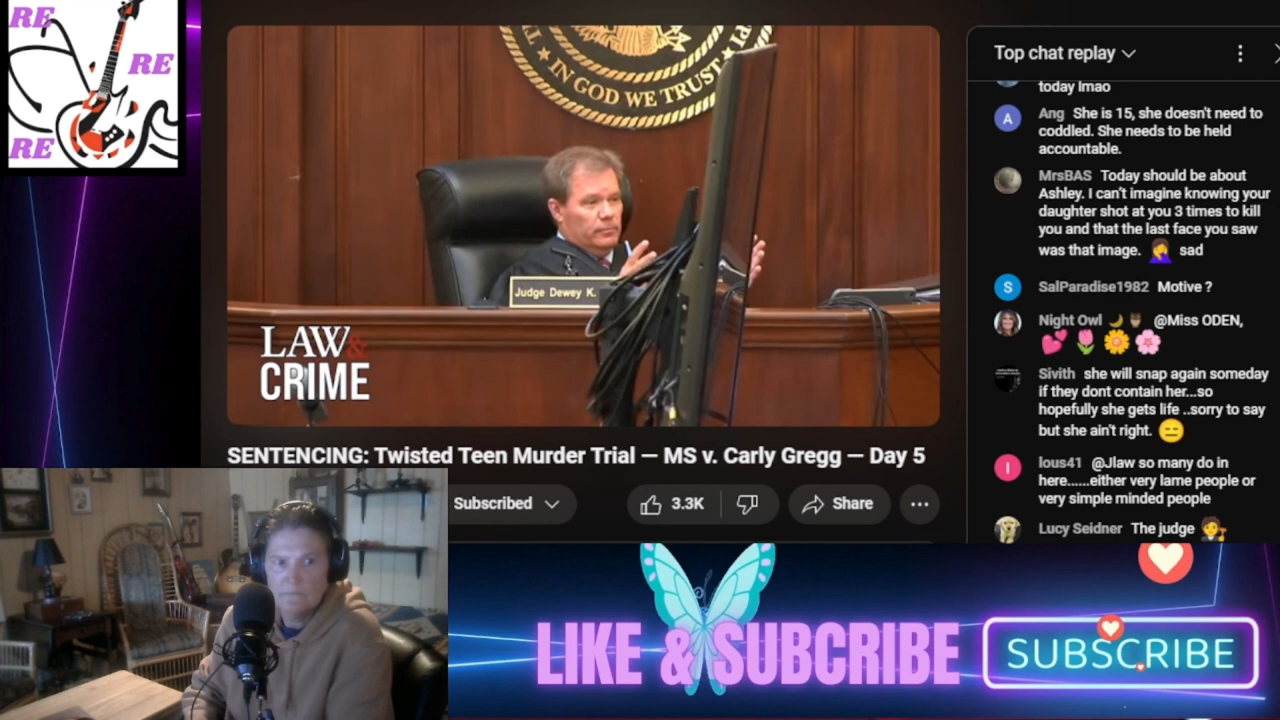 RE
RE
RE
IN GOD WE TRUST
Judge Dewey K.
LAW&
CRIME
SENTENCING: Twisted Teen Murder Trial — MS v. Carly Gregg — Day 5
Subscribed
3.3K
Share
Top chat replay
today lmao
Ang She is 15, she doesn't need to
coddled. She needs to be held
accountable.
MrsBAS Today should be about
Ashley. I can't imagine knowing your
daughter shot at you 3 times to kill
you and that the last face you saw
was that image. 🤦‍♀️ sad
S
SalParadise1982 Motive ?
Night Owl 🌙 @Miss ODEN,
💕🌷🌼🌸
Sivith she will snap again someday
if they dont contain her...so
hopefully she gets life ..sorry to say
but she ain't right. 😑
I
lous41 @Jlaw so many do in
here......either very lame people or
very simple minded people
Lucy Seidner The judge
A
LIKE & SUBCRIBE
SUBSCRIBE